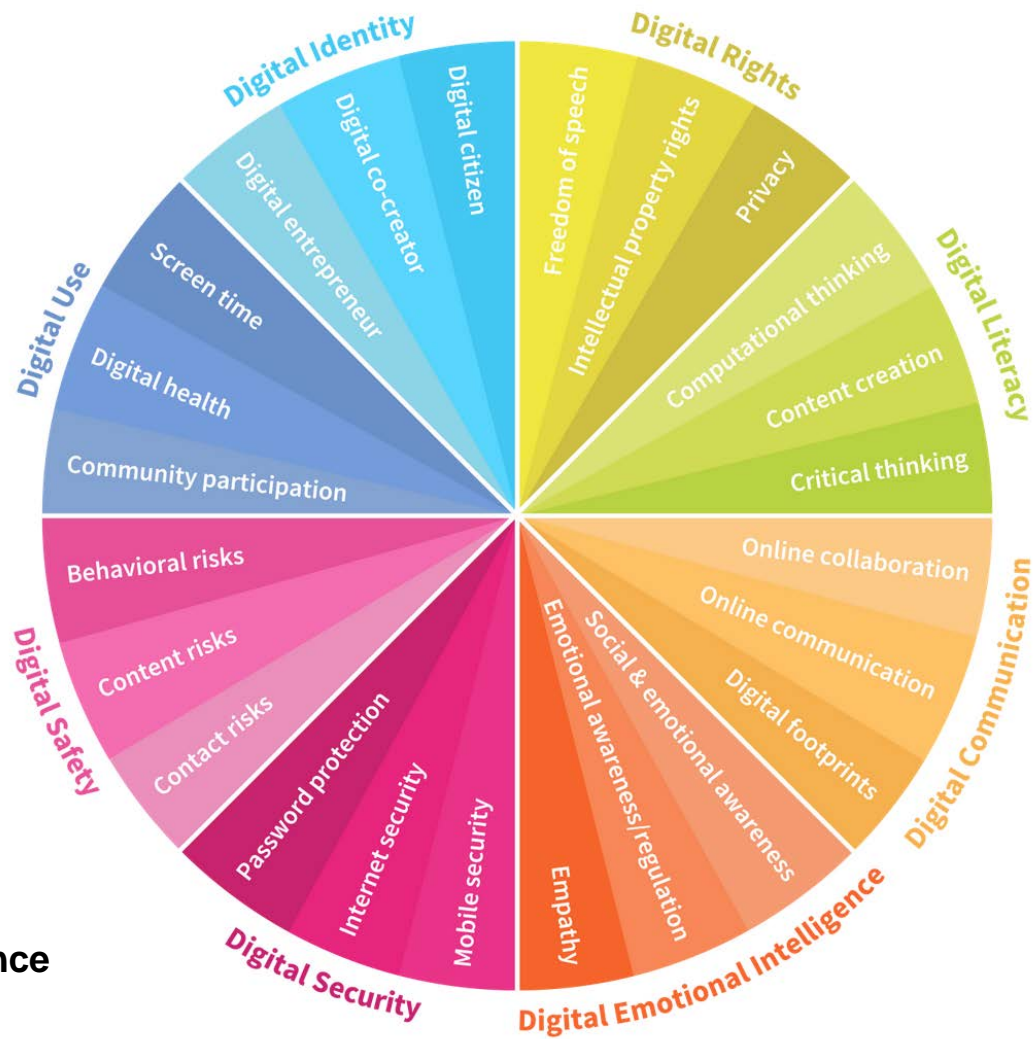 Digital Identity
Digital entrepreneur
Digital co-creator
Digital citizen
Digital Rights
Freedom of speech
Intellectual property rights
Privacy
Digital Literacy
Computational thinking
Content creation
Critical thinking
Digital Communication
Online collaboration
Online communication
Digital footprints
Digital Emotional Intelligence
Social & emotional awareness
Emotional awareness/regulation
Empathy
Digital Security
Mobile security
Internet security
Password protection
Digital Safety
Contact risks
Content risks
Behavioral risks
Digital Use
Community participation
Digital health
Screen time
nce